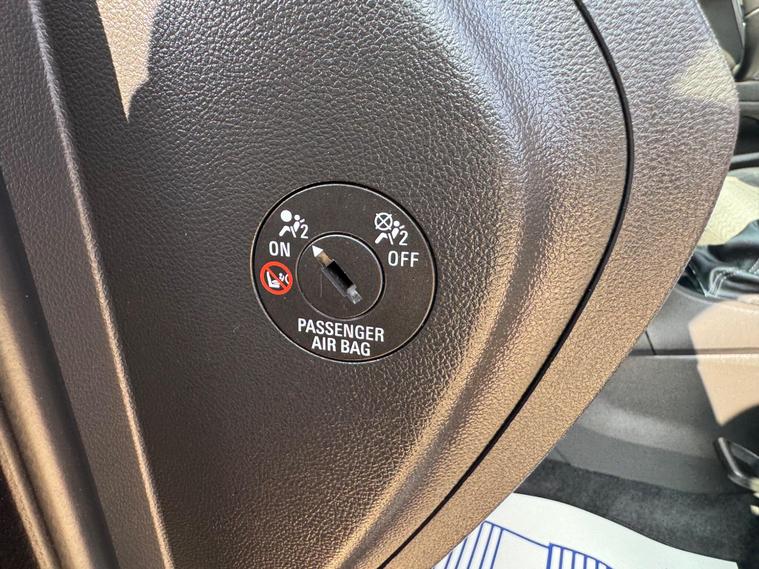 2 2
ON OFF
PASSENGER
AIR BAG